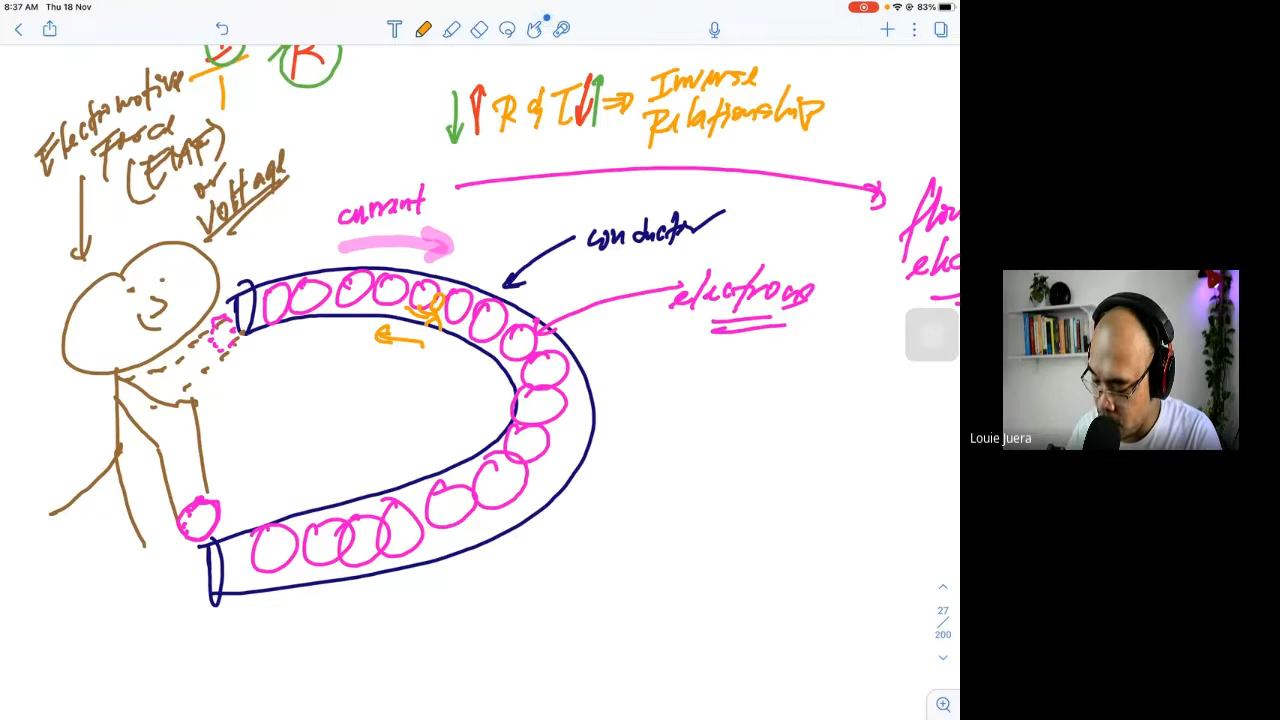 8:37 AM Thu 18 Nov
83%
R
Electromotive
Force
(EMF)
or
Voltage
R & I => Inverse
Relationship
current
conductor
electrons
Louie Juera
27
/
200